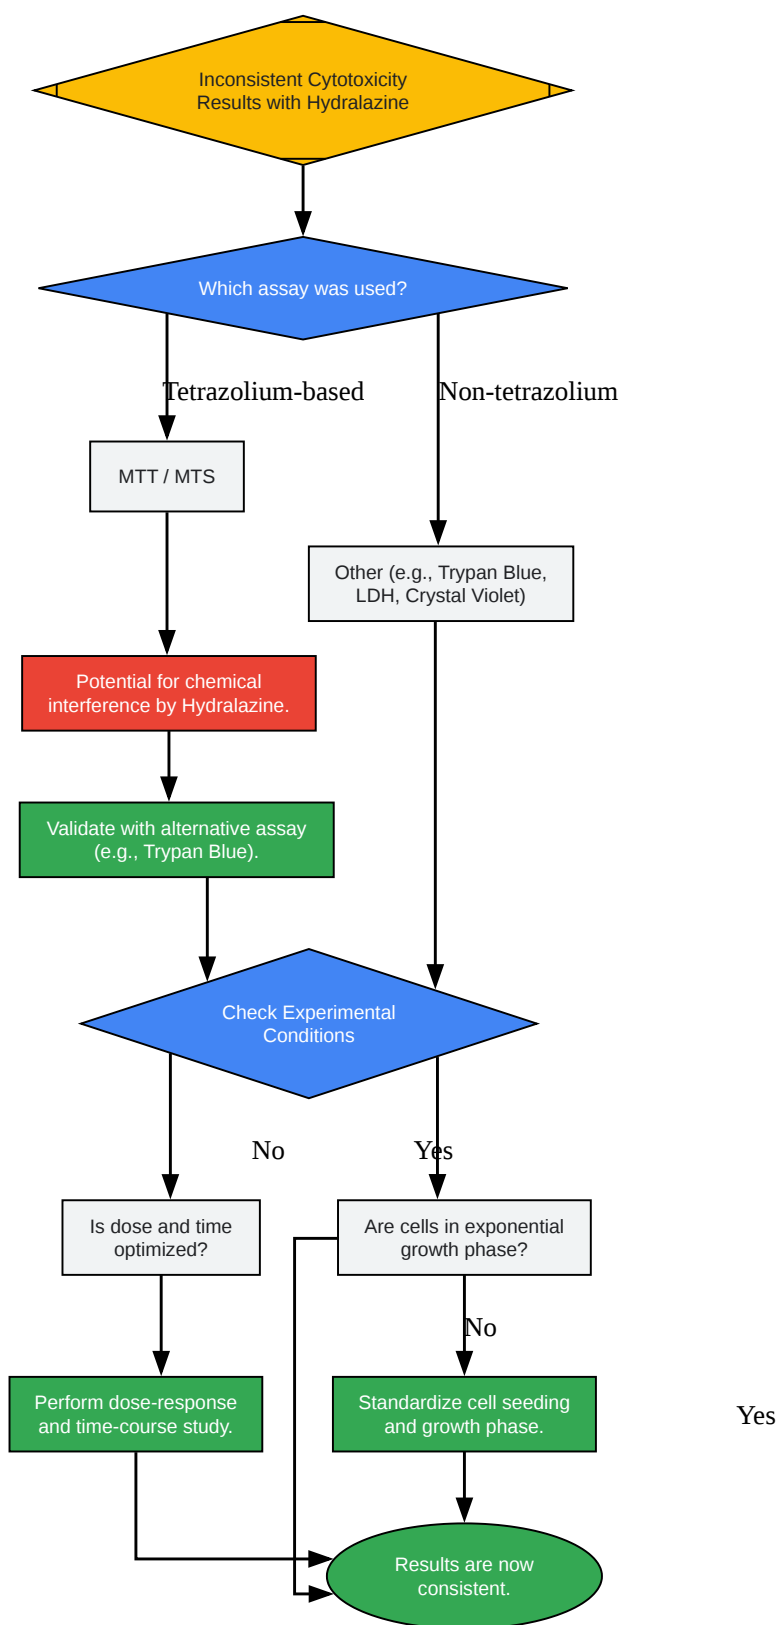 Inconsistent Cytotoxicity
Results with Hydralazine
Which assay was used?
Tetrazolium-based
Non-tetrazolium
MTT / MTS
Other (e.g., Trypan Blue,
LDH, Crystal Violet)
Potential for chemical
interference by Hydralazine.
Validate with alternative assay
(e.g., Trypan Blue).
Check Experimental
Conditions
No
Yes
Is dose and time
optimized?
Are cells in exponential
growth phase?
No
Perform dose-response
and time-course study.
Standardize cell seeding
and growth phase.
Yes
Results are now
consistent.